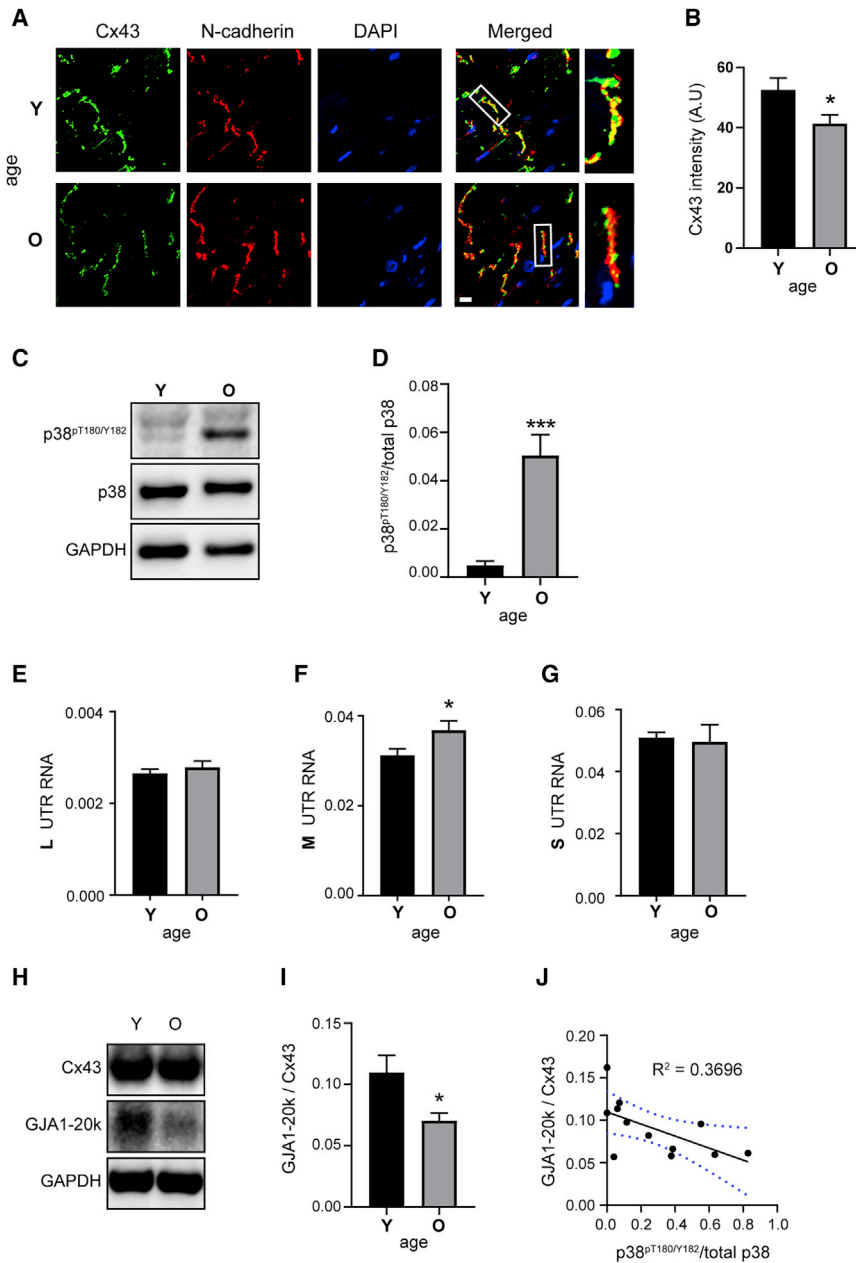 A
Cx43 N-cadherin DAPI Merged
Y
age
O
B
Cx43 intensity (A.U)
60
40
20
0
*
Y O
age
C
Y O
p38pT180/Y182
p38
GAPDH
D
p38pT180/Y182/total p38
0.08
0.06
0.04
0.02
0.00
***
Y O
age
E
L UTR RNA
0.004
0.002
0.000
Y O
age
F
M UTR RNA
0.04
0.02
0.00
*
Y O
age
G
S UTR RNA
0.06
0.04
0.02
0.00
Y O
age
H
Y O
Cx43
GJA1-20k
GAPDH
I
GJA1-20k / Cx43
0.15
0.10
0.05
0.00
*
Y O
age
J
GJA1-20k / Cx43
0.20
0.15
0.10
0.05
0.00
R2 = 0.3696
0.0 0.2 0.4 0.6 0.8 1.0
p38pT180/Y182/total p38